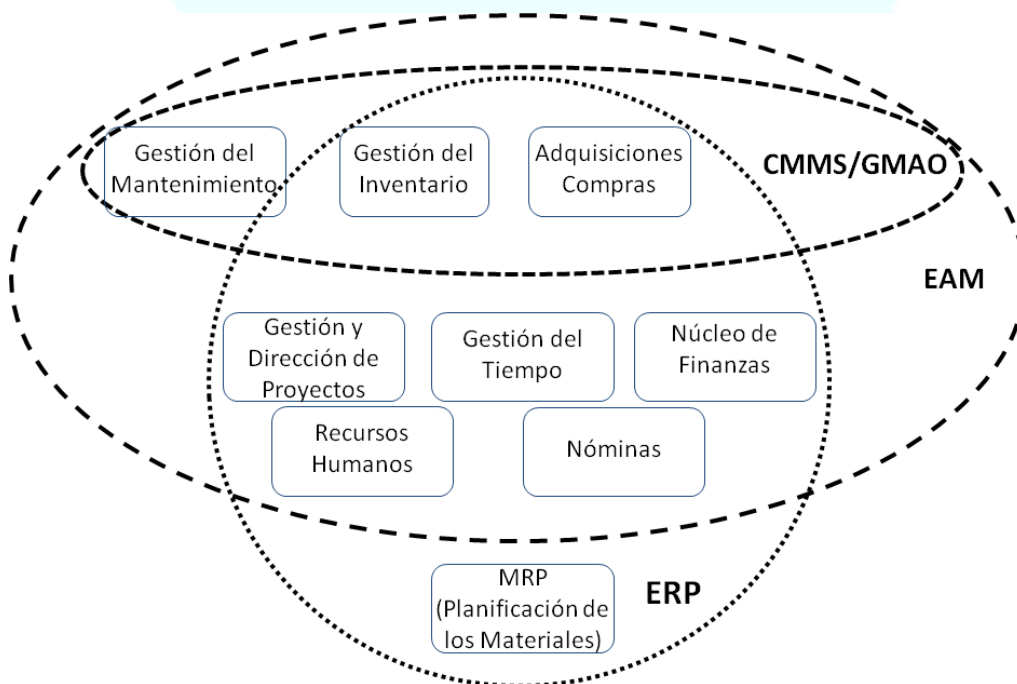 Gestión del
Mantenimiento
Gestión del
Inventario
Adquisiciones
Compras
CMMS/GMAO
EAM
Gestión y
Dirección de
Proyectos
Gestión del
Tiempo
Núcleo de
Finanzas
Recursos
Humanos
Nóminas
MRP
(Planificación de
los Materiales)
ERP